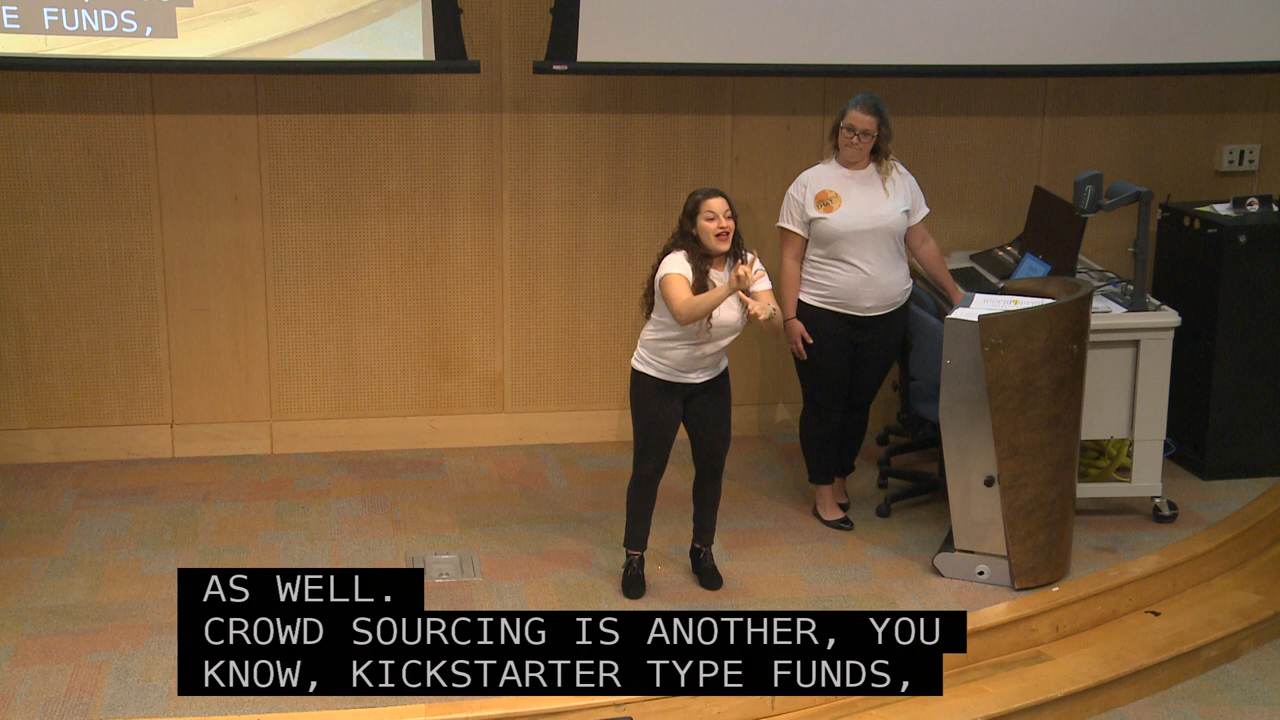 E FUNDS,
AS WELL.
CROWD SOURCING IS ANOTHER, YOU
KNOW, KICKSTARTER TYPE FUNDS,